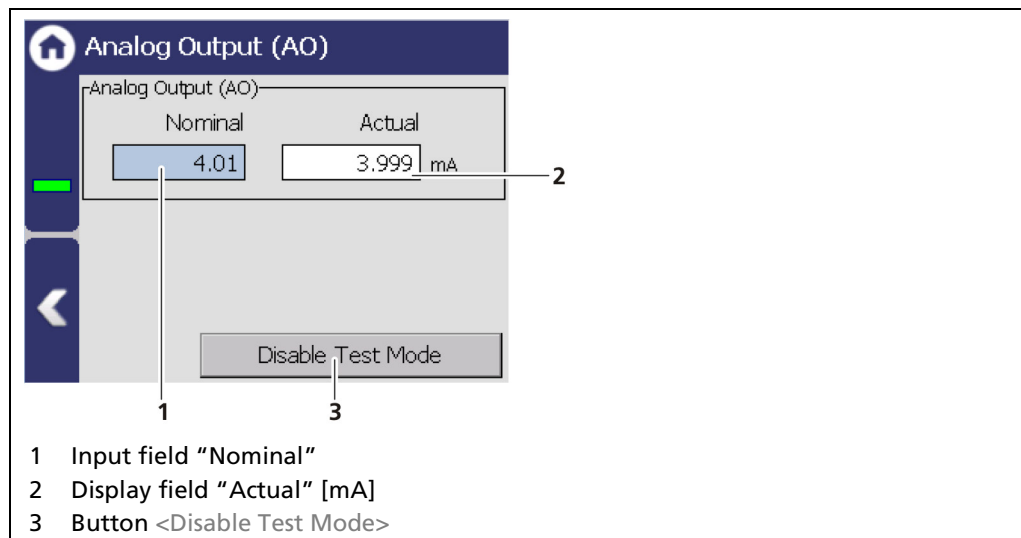 Analog Output (AO)
Analog Output (AO)
Nominal Actual
4.01 3.999 mA
2
Disable Test Mode
1 3
1 Input field “Nominal”
2 Display field “Actual” [mA]
3 Button <Disable Test Mode>